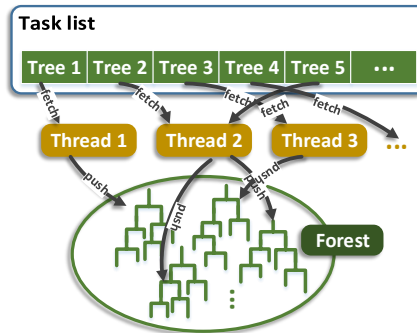 Task list
Tree 1 Tree 2 Tree 3 Tree 4 Tree 5 ...
fetch fetch fetch fetch fetch
Thread 1 Thread 2 Thread 3 ...
push push push push
Forest